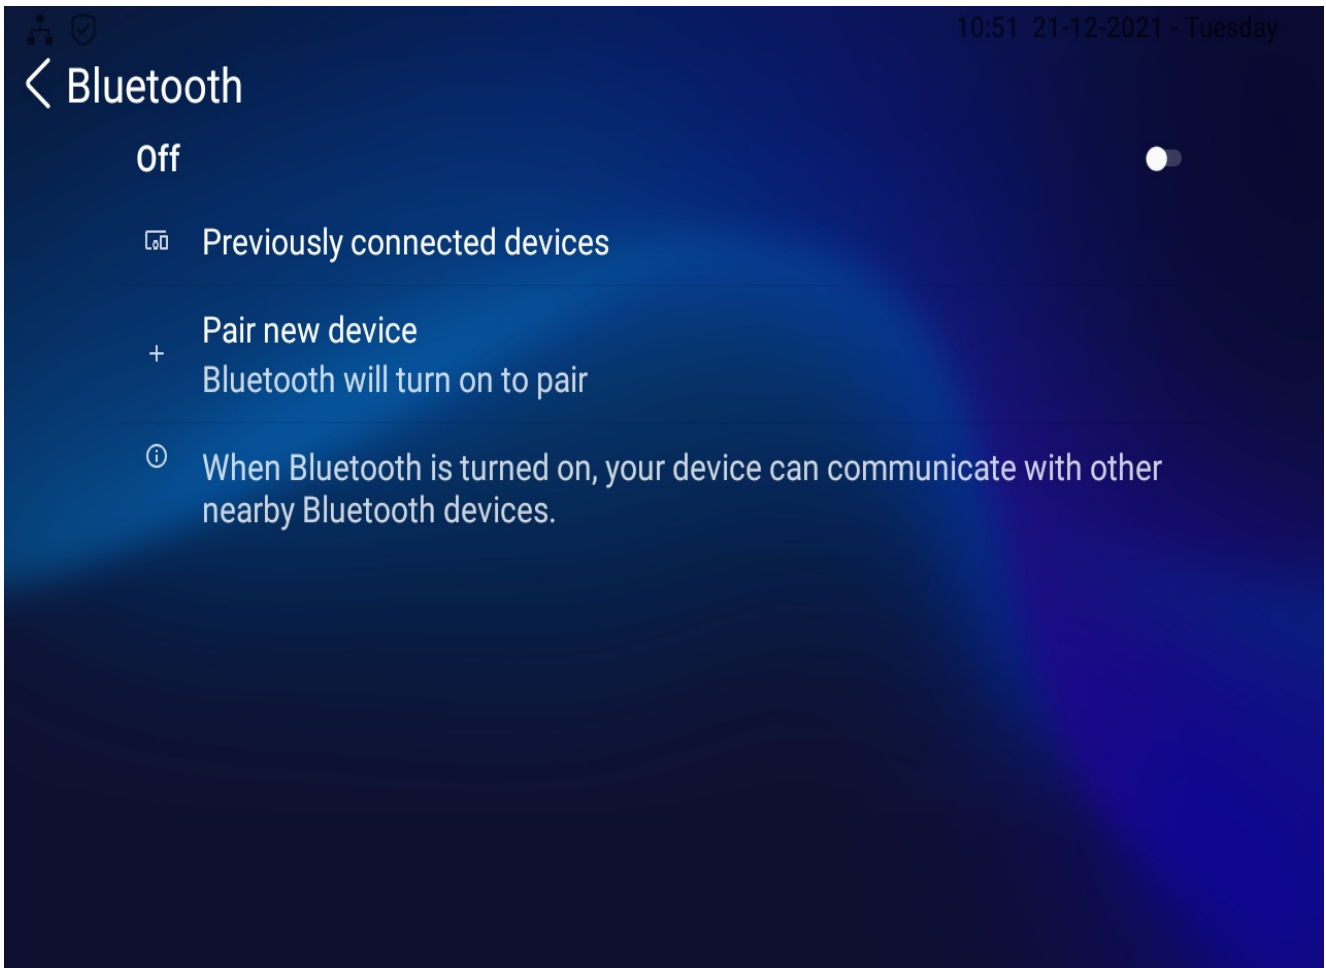 10:51 21-12-2021 - Tuesday
Bluetooth
Off
Previously connected devices
Pair new device
Bluetooth will turn on to pair
When Bluetooth is turned on, your device can communicate with other
nearby Bluetooth devices.